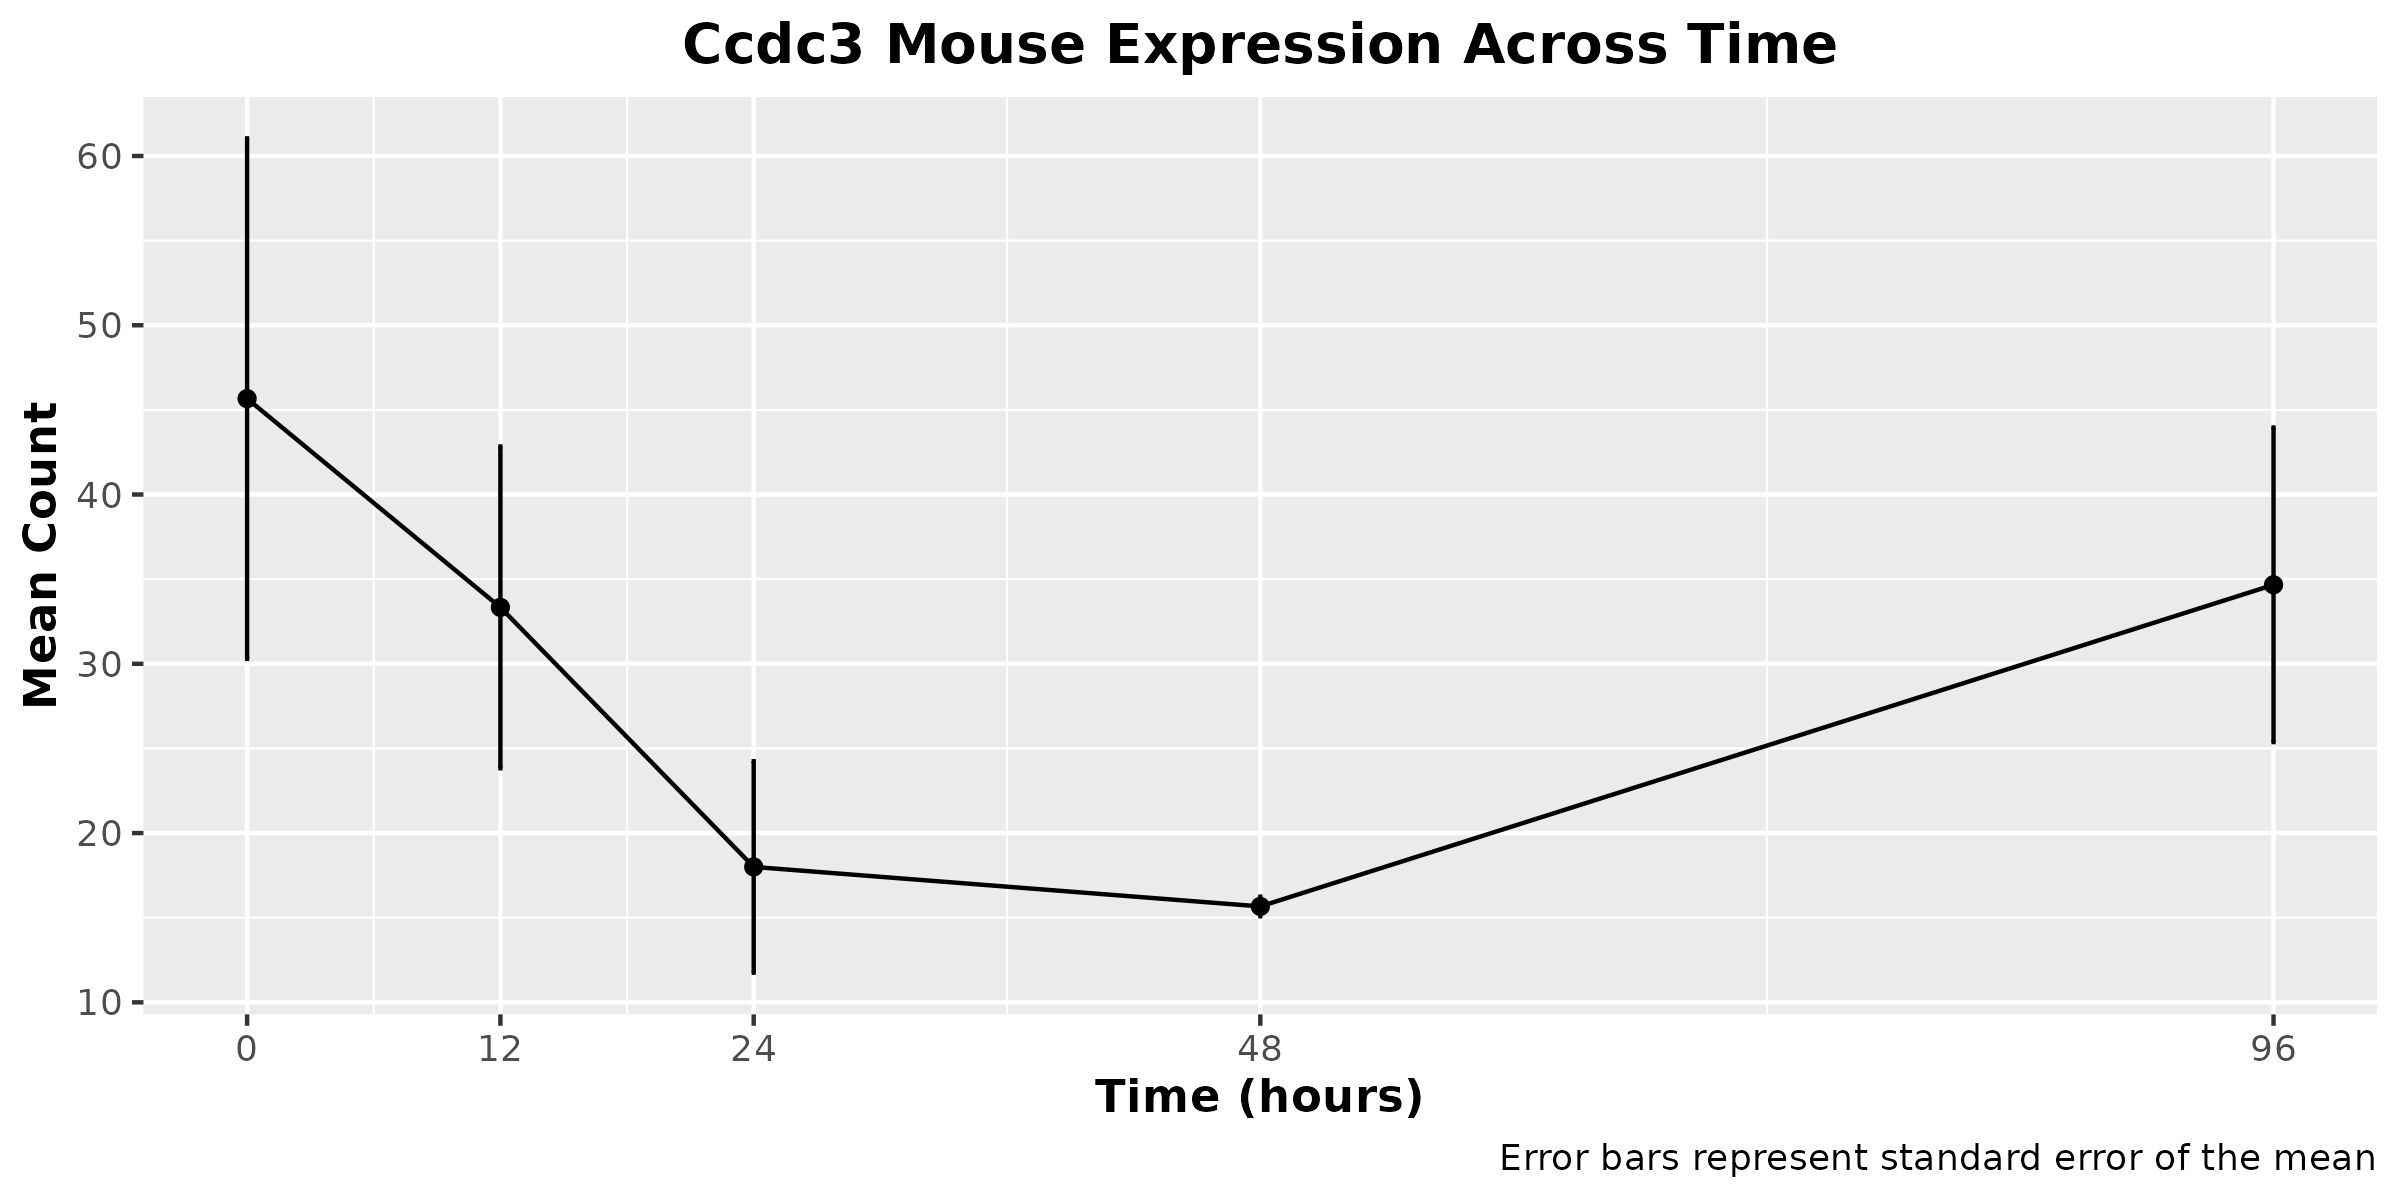 Ccdc3 Mouse Expression Across Time
Mean Count
60
50
40
30
20
10
0 12 24 48 96
Time (hours)
Error bars represent standard error of the mean